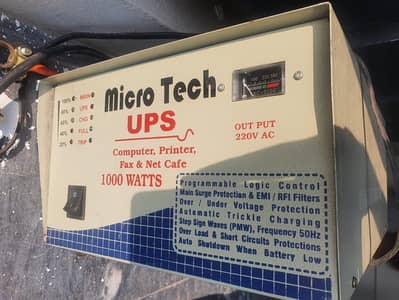 Micro Tech
UPS
Computer, Printer,
Fax & Net Cafe
1000 WATTS
100% MAIN
80% UPS
60% CHG
40% FULL
20% TRIP
OUT PUT
220V AC
Programmable Logic Control
Main Surge Protection & EMI / RFI Filters
Over / Under Voltage Protection
Automatic Trickle Charging
Step Sign Waves (PMW), Frequency 50Hz
Over Load & Short Circuits Protections
Auto Shutdown When Battery Low